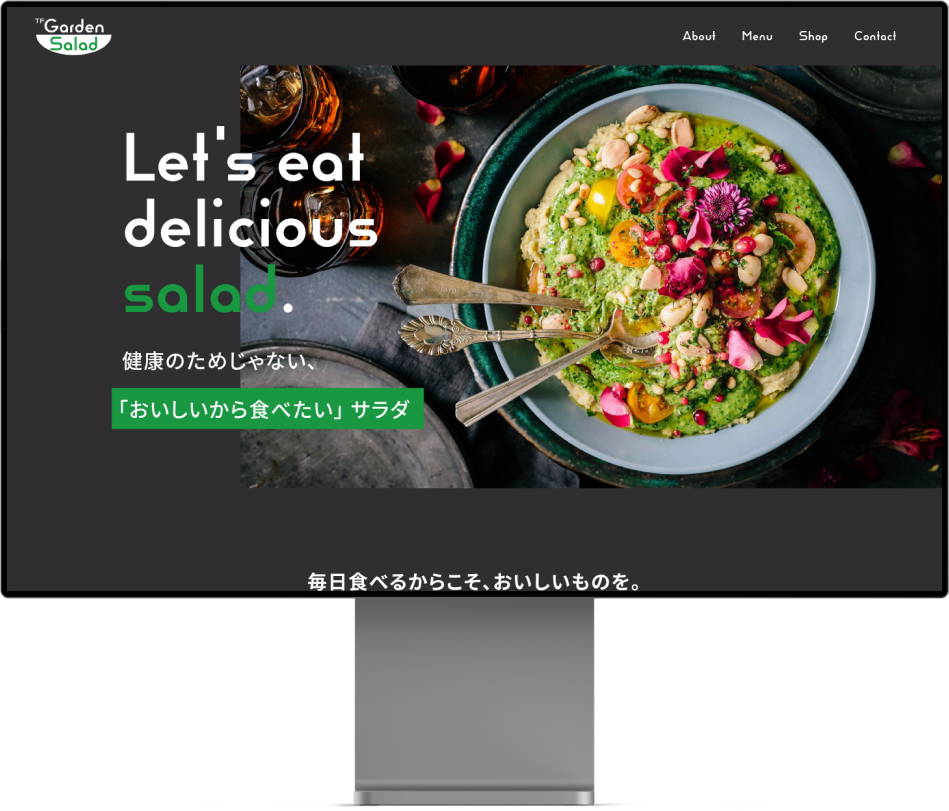 TFGarden
Salad
About Menu Shop Contact
Let's eat
delicious
salad.
健康のためじゃない、
「おいしいから食べたい」サラダ
毎日食べるからこそ、おいしいものを。